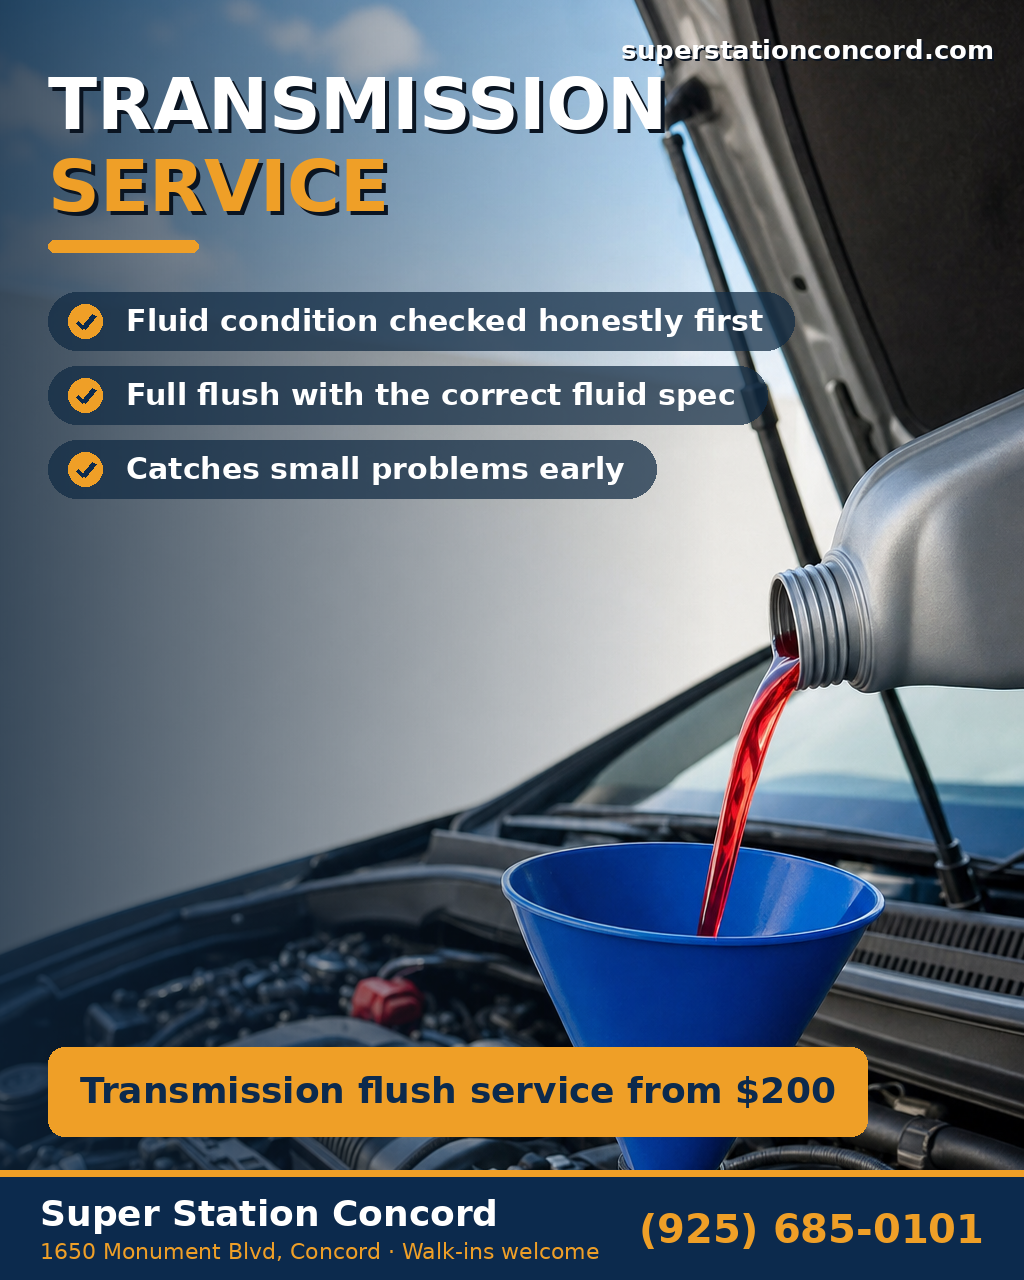 superstationconcord.com
TRANSMISSION
SERVICE
Fluid condition checked honestly first
Full flush with the correct fluid spec
Catches small problems early
Transmission flush service from $200
Super Station Concord
1650 Monument Blvd, Concord · Walk-ins welcome
(925) 685-0101